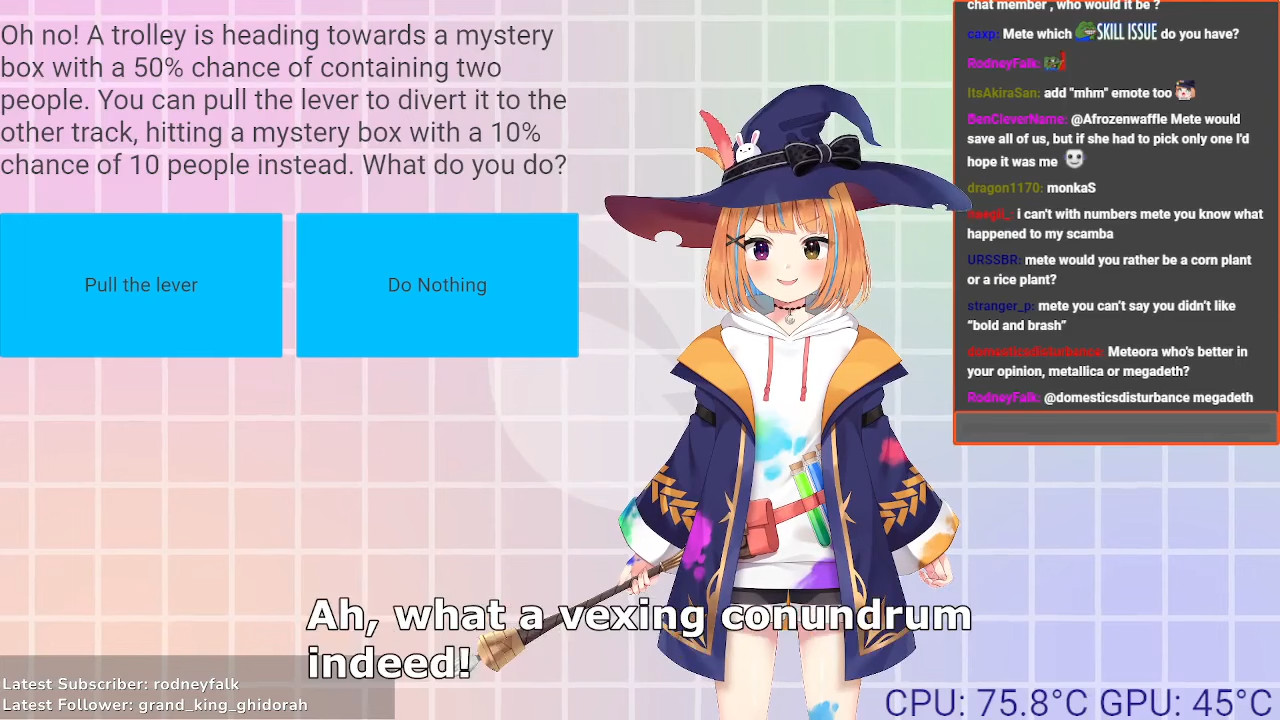 Oh no! A trolley is heading towards a mystery
box with a 50% chance of containing two
people. You can pull the lever to divert it to the
other track, hitting a mystery box with a 10%
chance of 10 people instead. What do you do?
Pull the lever
Do Nothing
chat member , who would it be ?
caxp: Mete which SKILL ISSUE do you have?
RodneyFalk:
ItsAkiraSan: add "mhm" emote too
BenCleverName: @Afrozenwaffle Mete would
save all of us, but if she had to pick only one I'd
hope it was me
dragon1170: monkaS
i can't with numbers mete you know what
happened to my scamba
URSSBR: mete would you rather be a corn plant
or a rice plant?
stranger_p: mete you can't say you didn't like
“bold and brash”
domesticsdisturbance: Meteora who's better in
your opinion, metallica or megadeth?
RodneyFalk: @domesticsdisturbance megadeth
Ah, what a vexing conundrum
indeed!
Latest Subscriber: rodneyfalk
Latest Follower: grand_king_ghidorah
CPU: 75.8°C GPU: 45°C